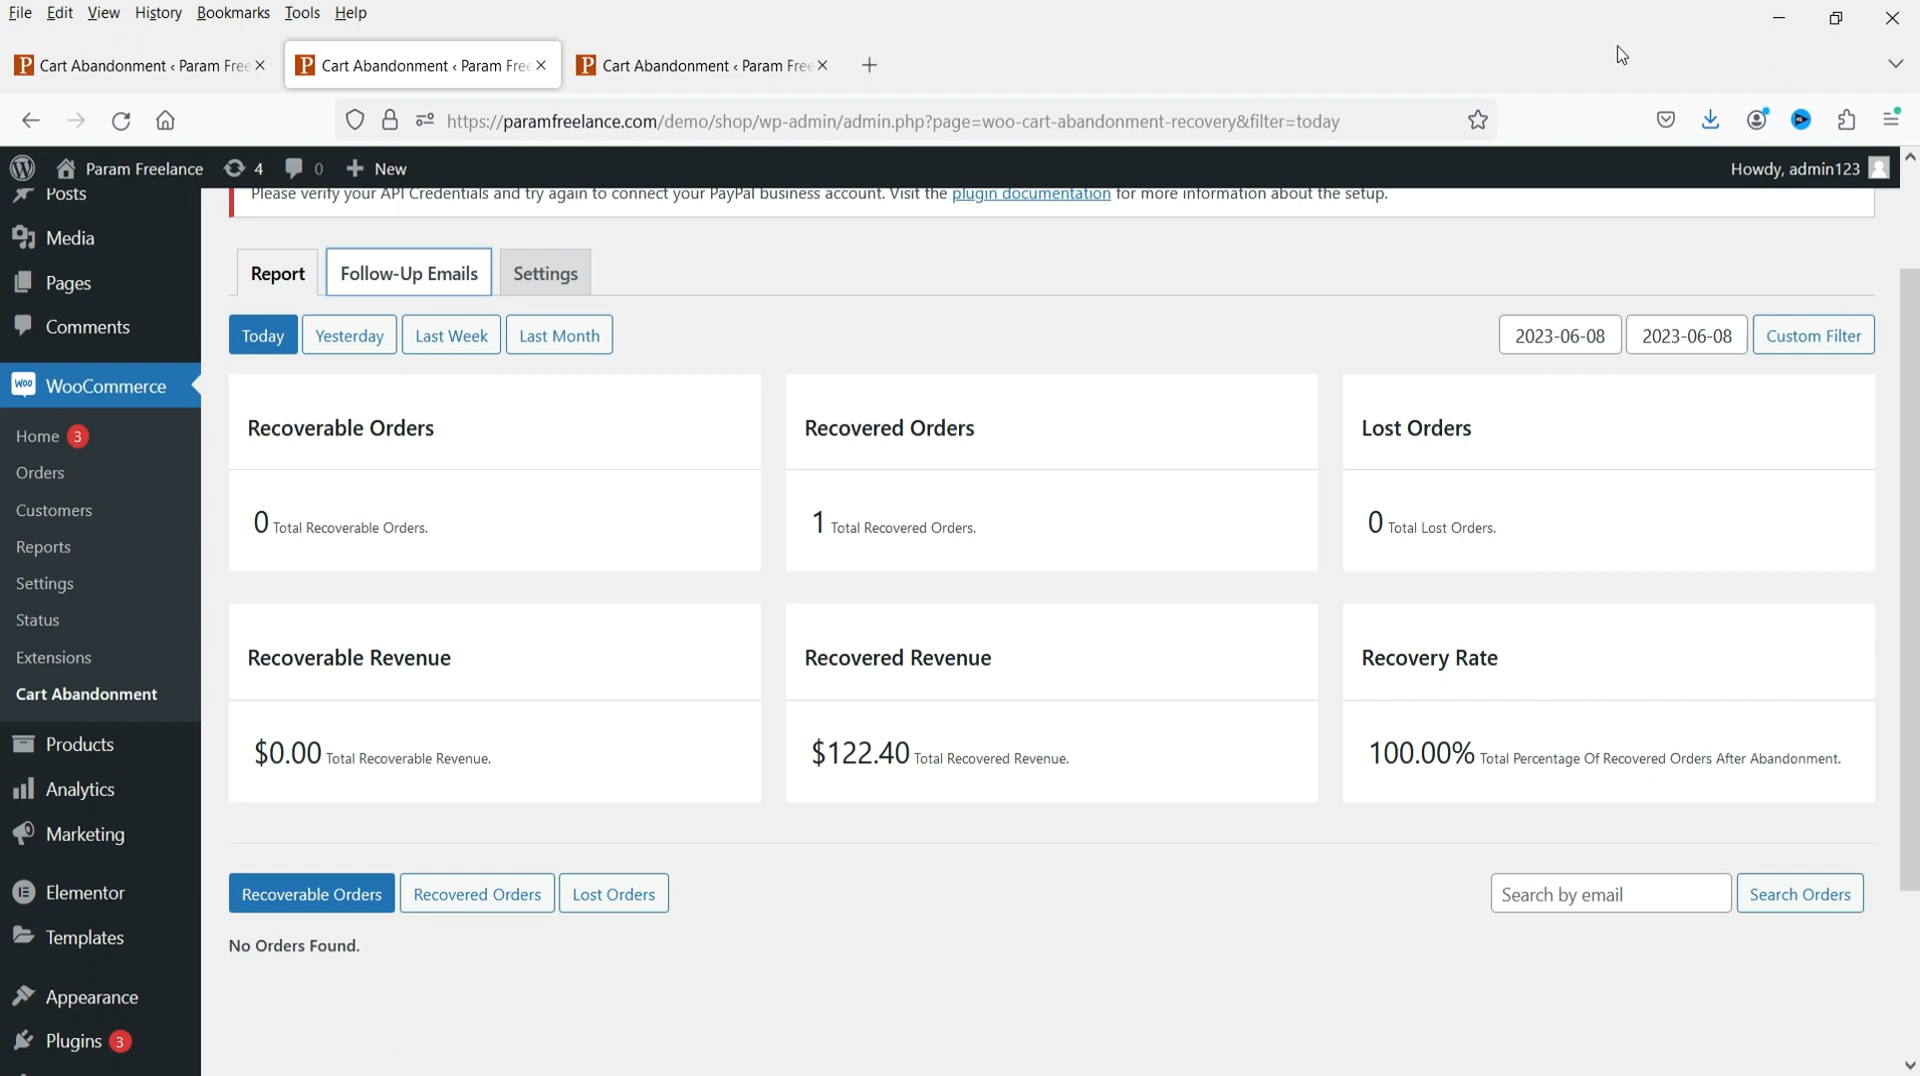 File Edit View History Bookmarks Tools Help
Cart Abandonment ‹ Param Free
Cart Abandonment ‹ Param Free
Cart Abandonment ‹ Param Free
https://paramfreelance.com/demo/shop/wp-admin/admin.php?page=woo-cart-abandonment-recovery&filter=today
Param Freelance 4 0 New
Howdy, admin123
Posts
Media
Pages
Comments
WooCommerce
Home 3
Orders
Customers
Reports
Settings
Status
Extensions
Cart Abandonment
Products
Analytics
Marketing
Elementor
Templates
Appearance
Plugins 3
Please verify your API Credentials and try again to connect your PayPal business account. Visit the plugin documentation for more information about the setup.
Report Follow-Up Emails Settings
Today Yesterday Last Week Last Month
2023-06-08 2023-06-08 Custom Filter
Recoverable Orders
0 Total Recoverable Orders.
Recovered Orders
1 Total Recovered Orders.
Lost Orders
0 Total Lost Orders.
Recoverable Revenue
$0.00 Total Recoverable Revenue.
Recovered Revenue
$122.40 Total Recovered Revenue.
Recovery Rate
100.00% Total Percentage Of Recovered Orders After Abandonment.
Recoverable Orders Recovered Orders Lost Orders
Search by email Search Orders
No Orders Found.